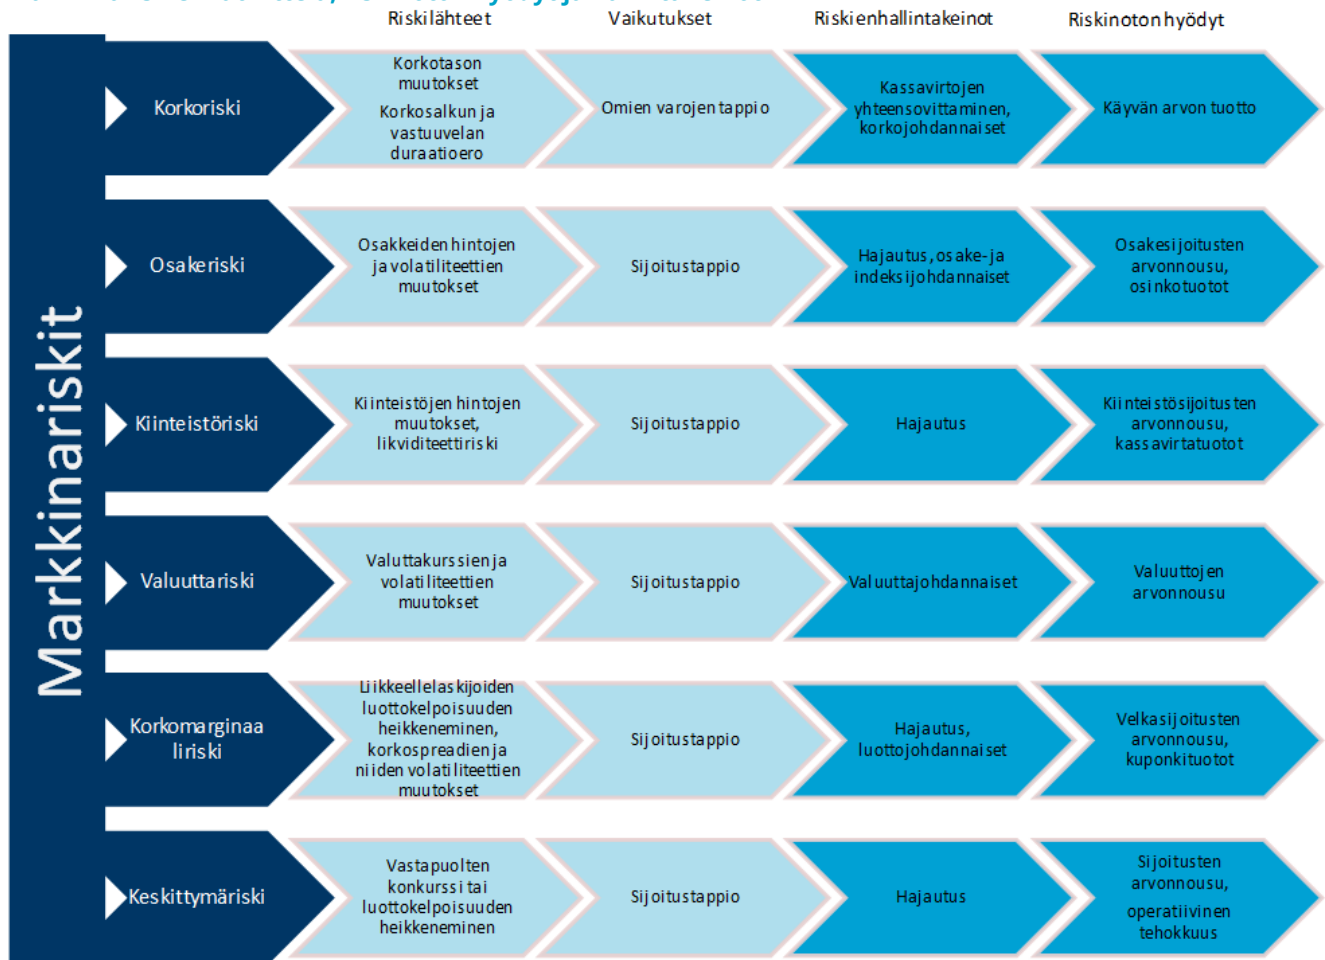 Riskilähteet
Vaikutukset
Riskienhallintakeinot
Riskinoton hyödyt
Markkinariskit
Korkoriski
Korkotason
muutokset
Korkosalkun ja
vastuuvelan
duraatioero
Omien varojen tappio
Kassavirtojen
yhteensovittaminen,
korkojohdannaiset
Käyvän arvon tuotto
Osakeriski
Osakkeiden hintojen
ja volatiliteettien
muutokset
Sijoitustappio
Hajautus, osake- ja
indeksijohdannaiset
Osakesijoitusten
arvonnousu,
osinkotuotot
Kiinteistöriski
Kiinteistöjen hintojen
muutokset,
likviditeettiriski
Sijoitustappio
Hajautus
Kiinteistösijoitusten
arvonnousu,
kassavirtatuotot
Valuuttariski
Valuttakurssien ja
volatiliteettien
muutokset
Sijoitustappio
Valuuttajohdannaiset
Valuuttojen
arvonnousu
Korkomarginaa
liriski
Liikkeellelaskijoiden
luottokelpoisuuden
heikkeneminen,
korkospreadien ja
niiden volatiliteettien
muutokset
Sijoitustappio
Hajautus,
luottojohdannaiset
Velkasijoitusten
arvonnousu,
kuponkituotot
Keskittymäriski
Vastapuolten
konkurssi tai
luottokelpoisuuden
heikkeneminen
Sijoitustappio
Hajautus
Sijoitusten
arvonnousu,
operatiivinen
tehokkuus